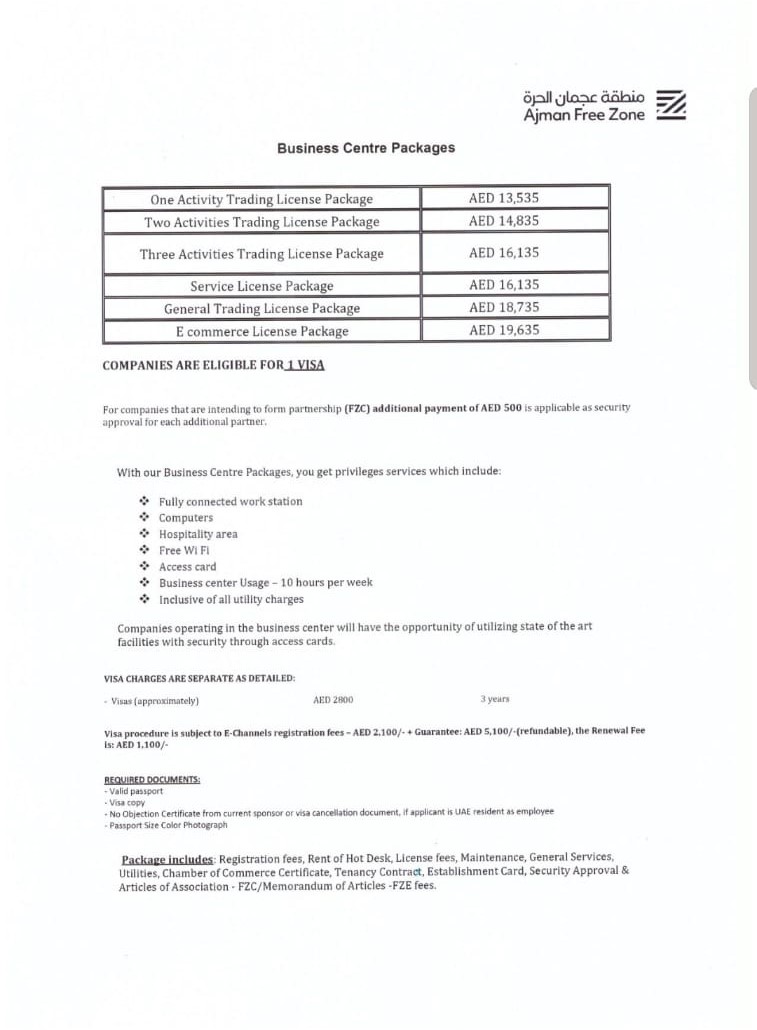 منطقة عجمان الحرة
Ajman Free Zone
Business Centre Packages
One Activity Trading License Package AED 13,535
Two Activities Trading License Package AED 14,835
Three Activities Trading License Package AED 16,135
Service License Package AED 16,135
General Trading License Package AED 18,735
E commerce License Package AED 19,635
COMPANIES ARE ELIGIBLE FOR 1 VISA
For companies that are intending to form partnership (FZC) additional payment of AED 500 is applicable as security
approval for each additional partner.
With our Business Centre Packages, you get privileges services which include:
❖ Fully connected work station
❖ Computers
❖ Hospitality area
❖ Free Wi Fi
❖ Access card
❖ Business center Usage – 10 hours per week
❖ Inclusive of all utility charges
Companies operating in the business center will have the opportunity of utilizing state of the art
facilities with security through access cards.
VISA CHARGES ARE SEPARATE AS DETAILED:
- Visas (approximately) AED 2800 3 years
Visa procedure is subject to E-Channels registration fees – AED 2,100/- + Guarantee: AED 5,100/-(refundable), the Renewal Fee
is: AED 1,100/-
REQUIRED DOCUMENTS:
- Valid passport
- Visa copy
- No Objection Certificate from current sponsor or visa cancellation document, if applicant is UAE resident as employee
- Passport Size Color Photograph
Package includes: Registration fees, Rent of Hot Desk, License fees, Maintenance, General Services,
Utilities, Chamber of Commerce Certificate, Tenancy Contract, Establishment Card, Security Approval &
Articles of Association - FZC/Memorandum of Articles -FZE fees.